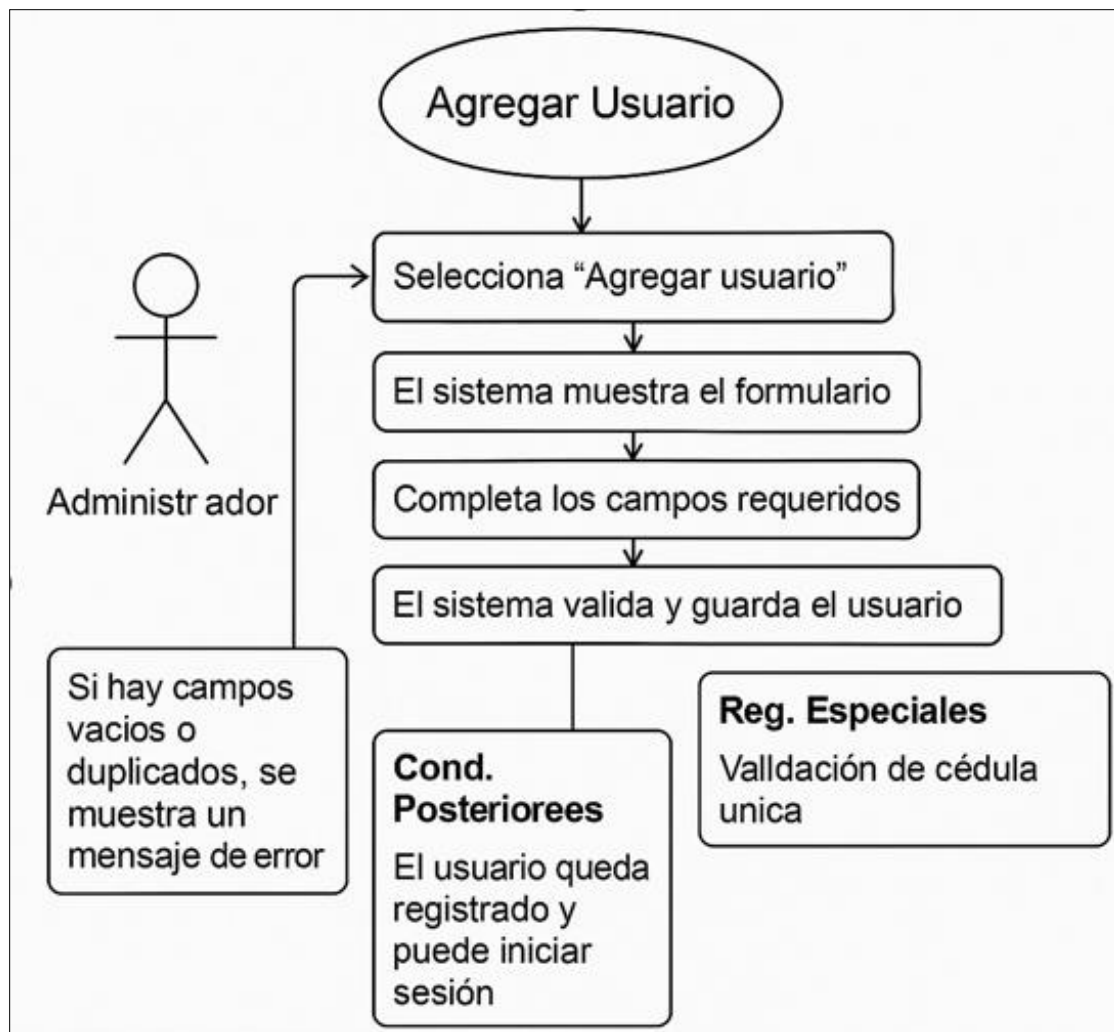 Agregar Usuario
Selecciona “Agregar usuario”
El sistema muestra el formulario
Completa los campos requeridos
El sistema valida y guarda el usuario
Administr ador
Si hay campos
vacios o
duplicados, se
muestra un
mensaje de error
Cond.
Posteriorees
El usuario queda
registrado y
puede iniciar
sesión
Reg. Especiales
Valldación de cédula
unica